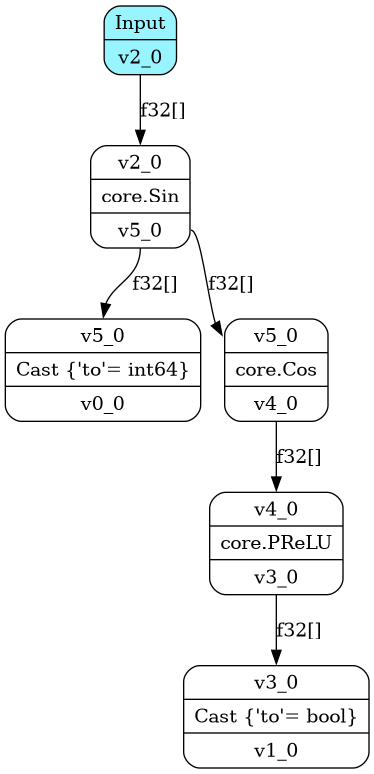 Input
v2_0
f32[]
v2_0
core.Sin
v5_0
f32[]
f32[]
v5_0
Cast {'to'= int64}
v0_0
v5_0
core.Cos
v4_0
f32[]
v4_0
core.PReLU
v3_0
f32[]
v3_0
Cast {'to'= bool}
v1_0